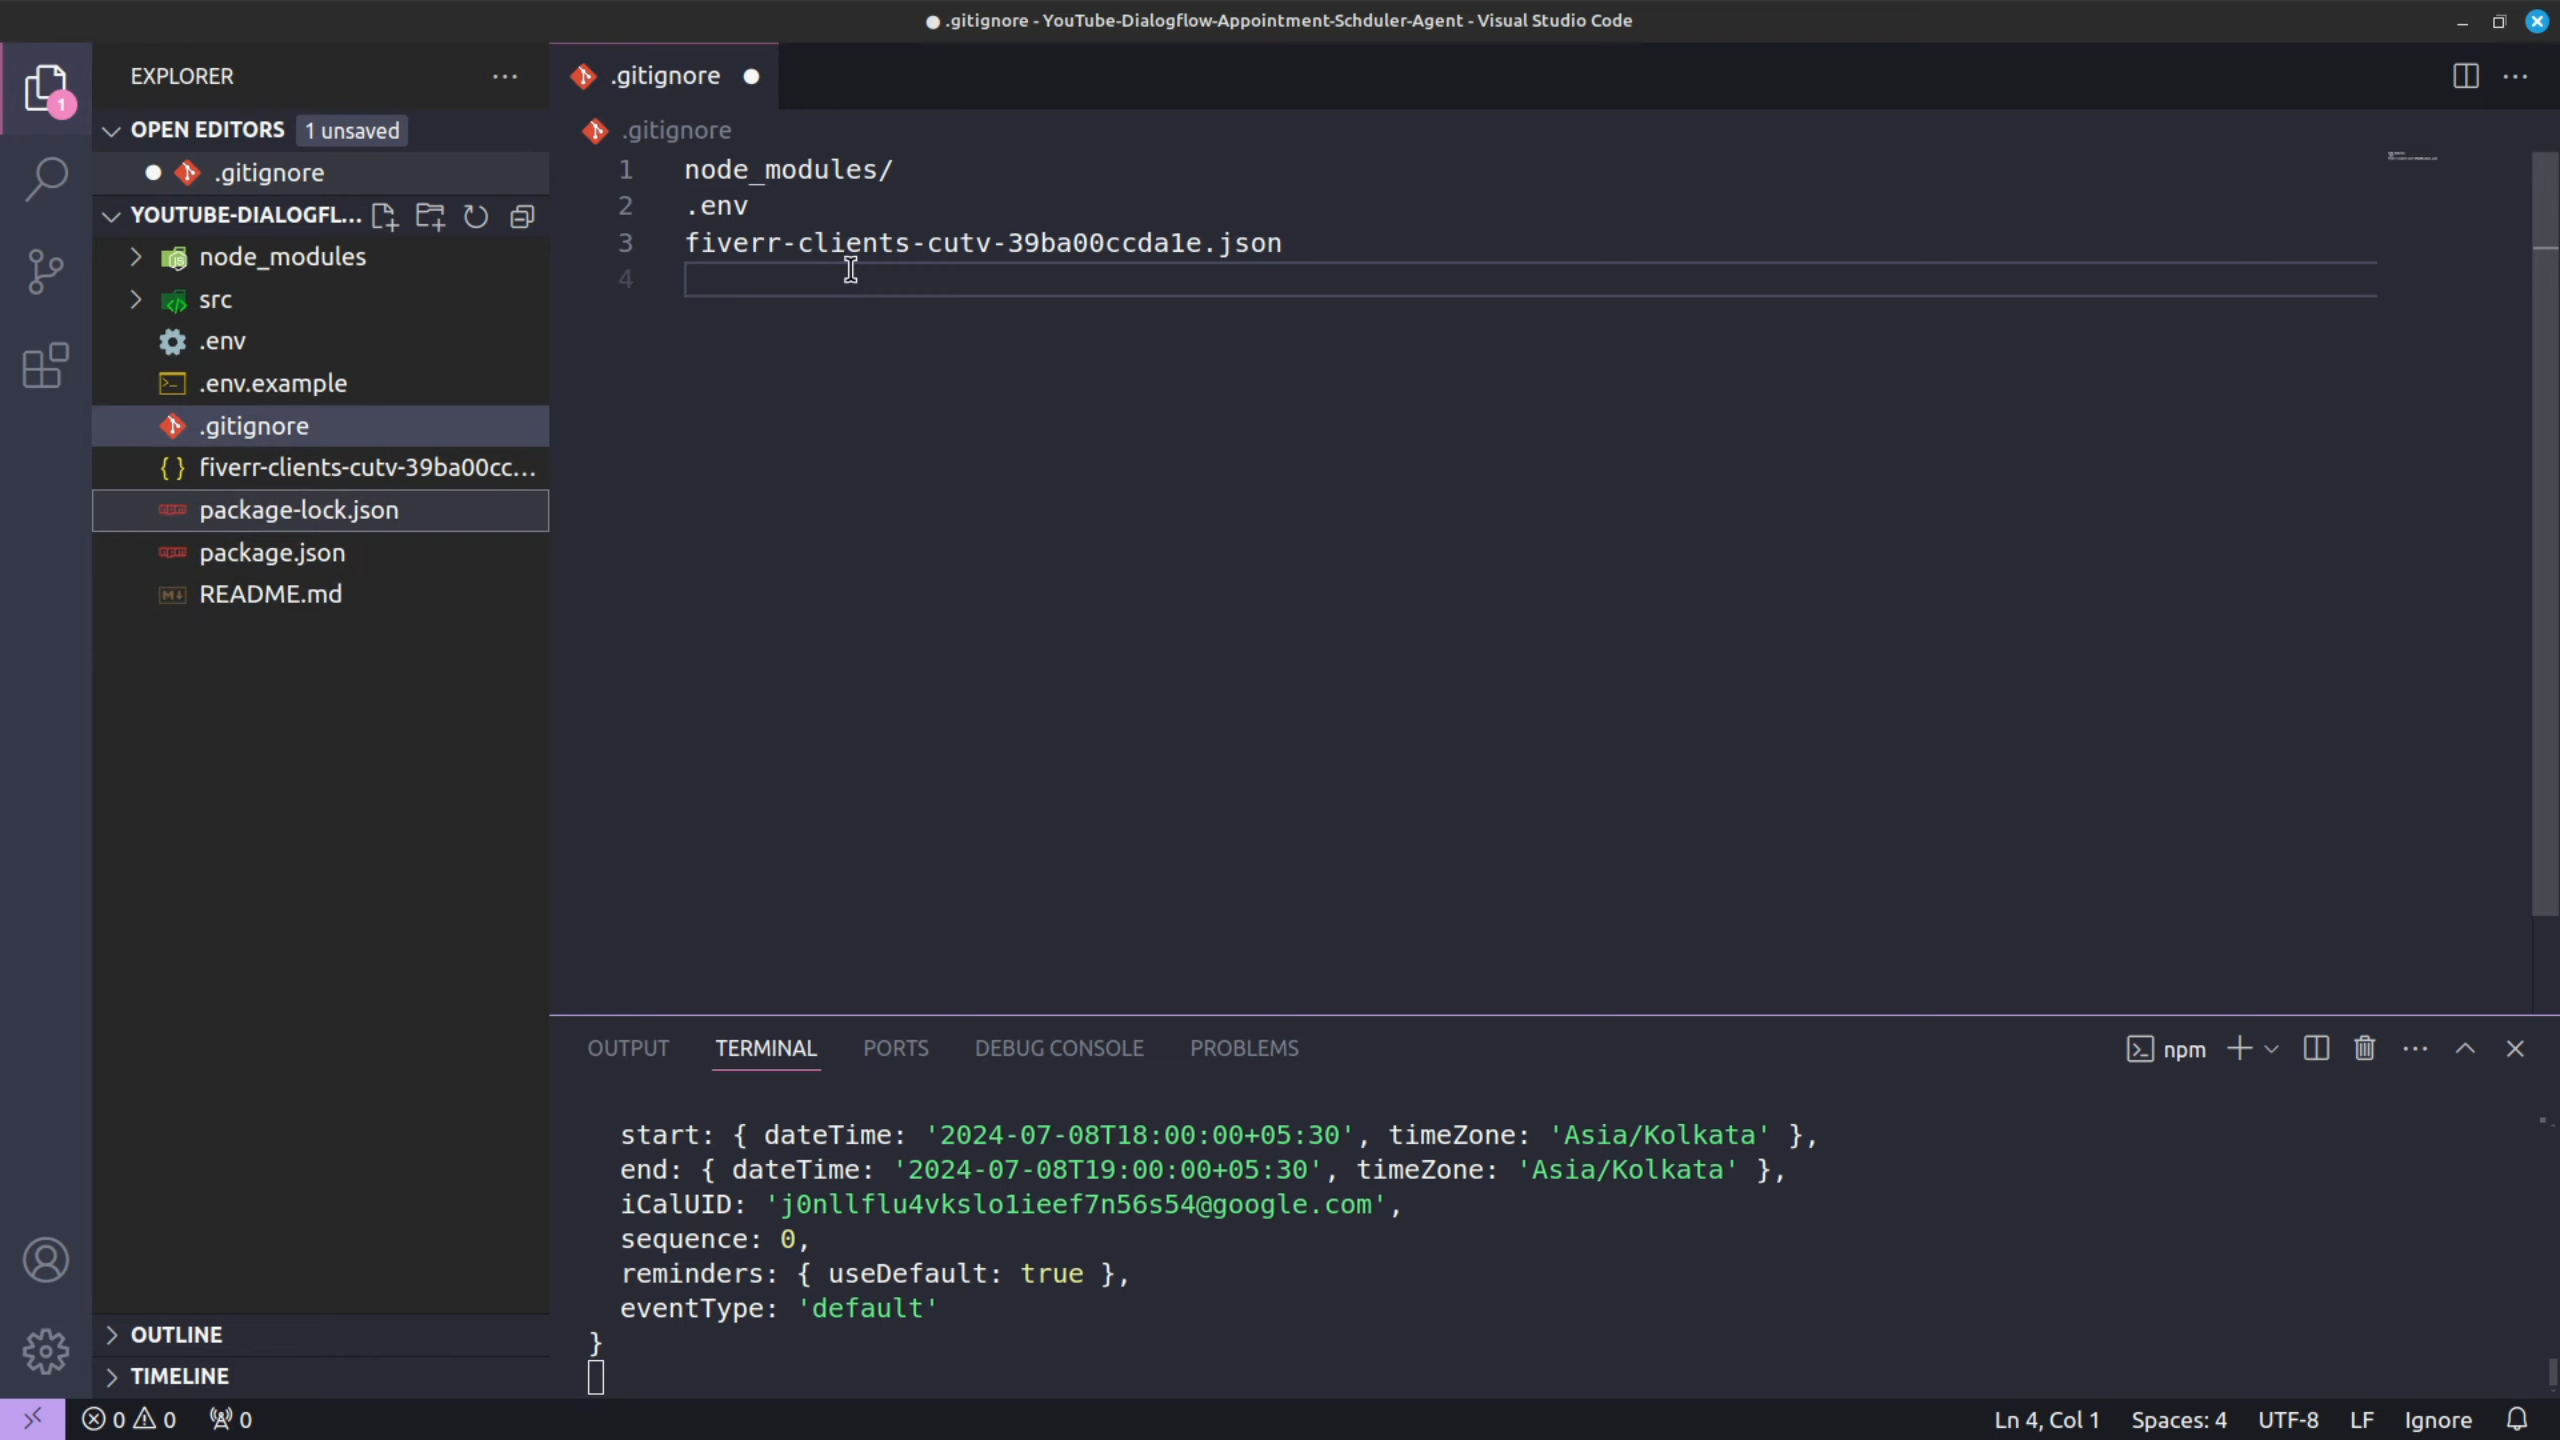 .gitignore - YouTube-Dialogflow-Appointment-Schduler-Agent - Visual Studio Code
EXPLORER
1
OPEN EDITORS 1 unsaved
.gitignore
YOUTUBE-DIALOGFL...
node_modules
src
.env
.env.example
.gitignore
fiverr-clients-cutv-39ba00cc...
package-lock.json
package.json
README.md
OUTLINE
TIMELINE
.gitignore
.gitignore
1 node_modules/
2 .env
3 fiverr-clients-cutv-39ba00ccda1e.json
4
OUTPUT TERMINAL PORTS DEBUG CONSOLE PROBLEMS
npm
start: { dateTime: '2024-07-08T18:00:00+05:30', timeZone: 'Asia/Kolkata' },
end: { dateTime: '2024-07-08T19:00:00+05:30', timeZone: 'Asia/Kolkata' },
iCalUID: 'j0nllflu4vkslo1ieef7n56s54@google.com',
sequence: 0,
reminders: { useDefault: true },
eventType: 'default'
}
0 0 0
Ln 4, Col 1 Spaces: 4 UTF-8 LF Ignore